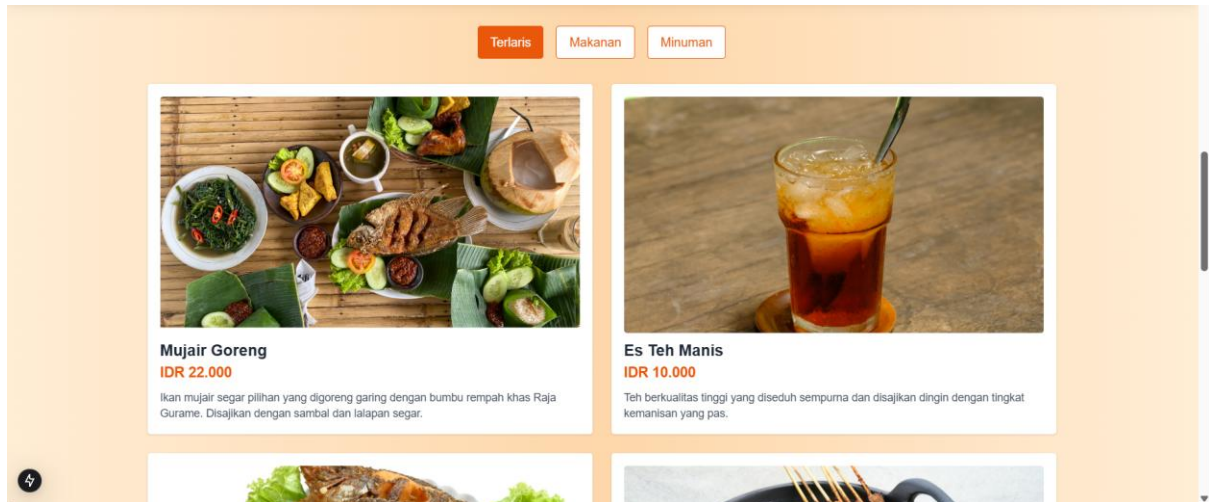 Terlaris Makanan Minuman
Mujair Goreng
IDR 22.000
Ikan mujair segar pilihan yang digoreng garing dengan bumbu rempah khas Raja
Gurame. Disajikan dengan sambal dan lalapan segar.
Es Teh Manis
IDR 10.000
Teh berkualitas tinggi yang diseduh sempurna dan disajikan dingin dengan tingkat
kemanisan yang pas.